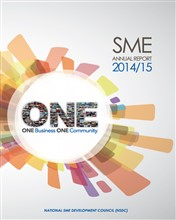 SME
ANNUAL REPORT
2014/15
ONE
ONE Business ONE Community
NATIONAL SME DEVELOPMENT COUNCIL (NSDC)